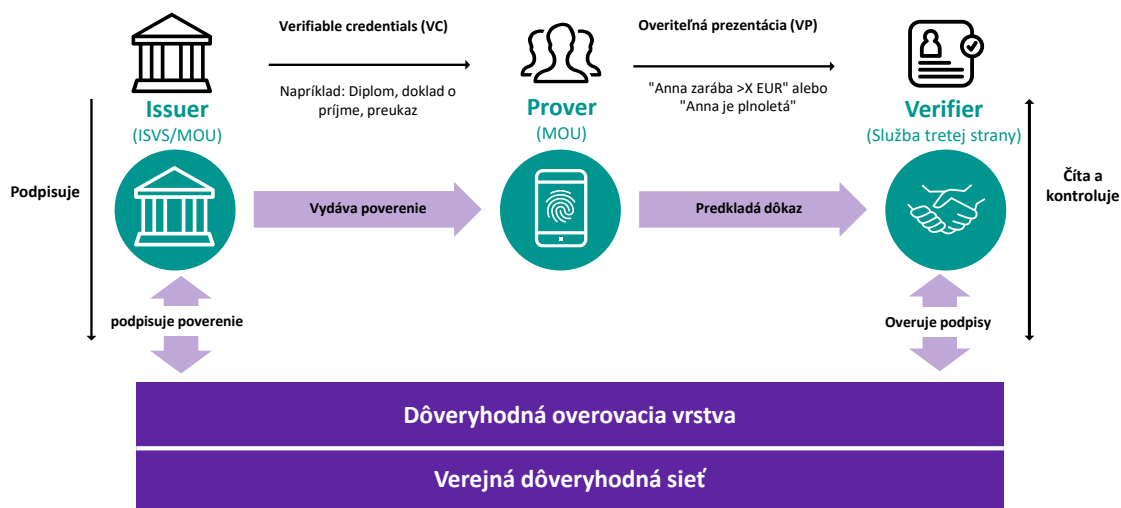 Verifiable credentials (VC)
Overiteľná prezentácia (VP)
Napríklad: Diplom, doklad o
príjme, preukaz
"Anna zarába >X EUR" alebo
"Anna je plnoletá"
Issuer
(ISVS/MOU)
Prover
(MOU)
Verifier
(Služba tretej strany)
Podpisuje
Vydáva poverenie
Predkladá dôkaz
Číta a
kontroluje
podpisuje poverenie
Overuje podpisy
Dôveryhodná overovacia vrstva
Verejná dôveryhodná sieť